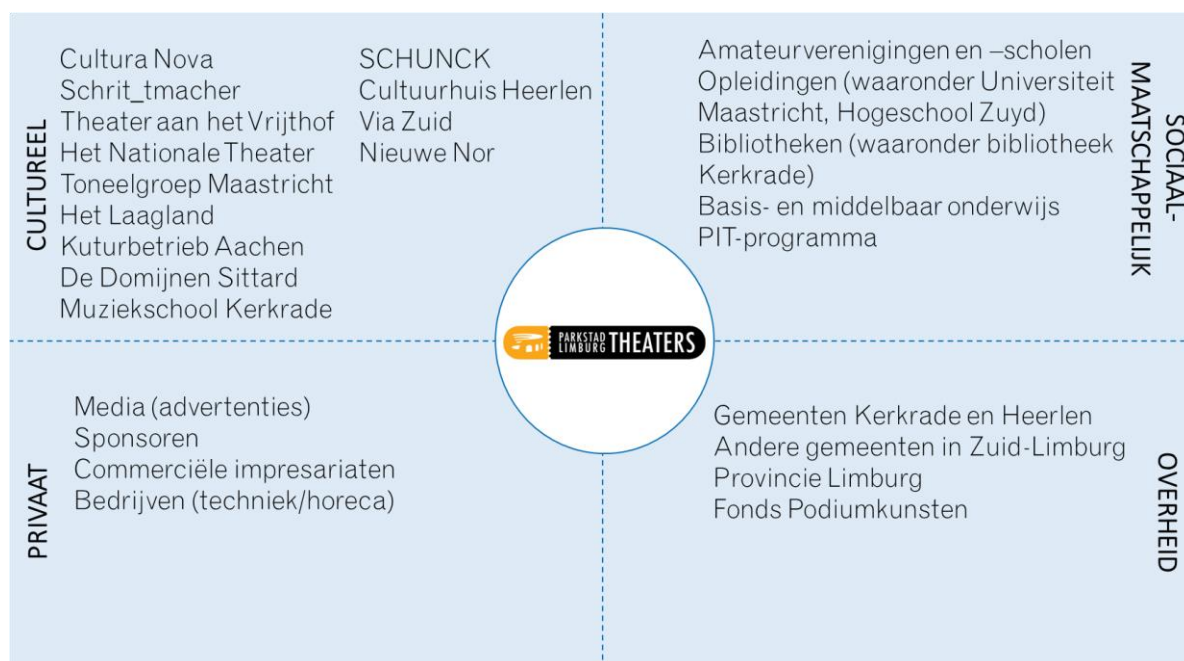 CULTUREEL
Cultura Nova
Schrit_tmacher
Theater aan het Vrijthof
Het Nationale Theater
Toneelgroep Maastricht
Het Laagland
Kuturbetrieb Aachen
De Domijnen Sittard
Muziekschool Kerkrade
SCHUNCK
Cultuurhuis Heerlen
Via Zuid
Nieuwe Nor
SOCIAAL-
MAATSCHAPPELIJK
Amateurverenigingen en –scholen
Opleidingen (waaronder Universiteit
Maastricht, Hogeschool Zuyd)
Bibliotheken (waaronder bibliotheek
Kerkrade)
Basis- en middelbaar onderwijs
PIT-programma
PARKSTAD
LIMBURG THEATERS
PRIVAAT
Media (advertenties)
Sponsoren
Commerciële impresariaten
Bedrijven (techniek/horeca)
OVERHEID
Gemeenten Kerkrade en Heerlen
Andere gemeenten in Zuid-Limburg
Provincie Limburg
Fonds Podiumkunsten